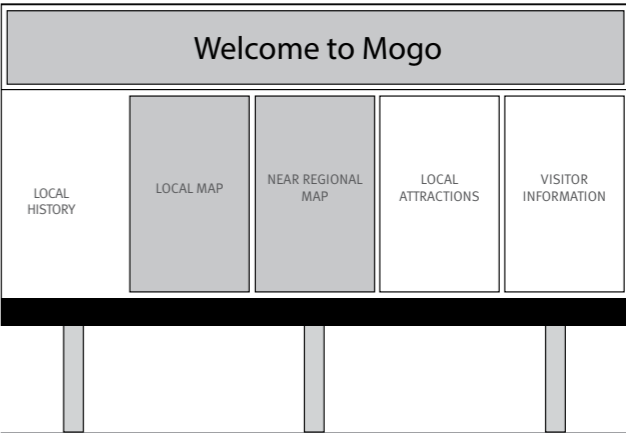 Welcome to Mogo
LOCAL
HISTORY
LOCAL MAP
NEAR REGIONAL
MAP
LOCAL
ATTRACTIONS
VISITOR
INFORMATION